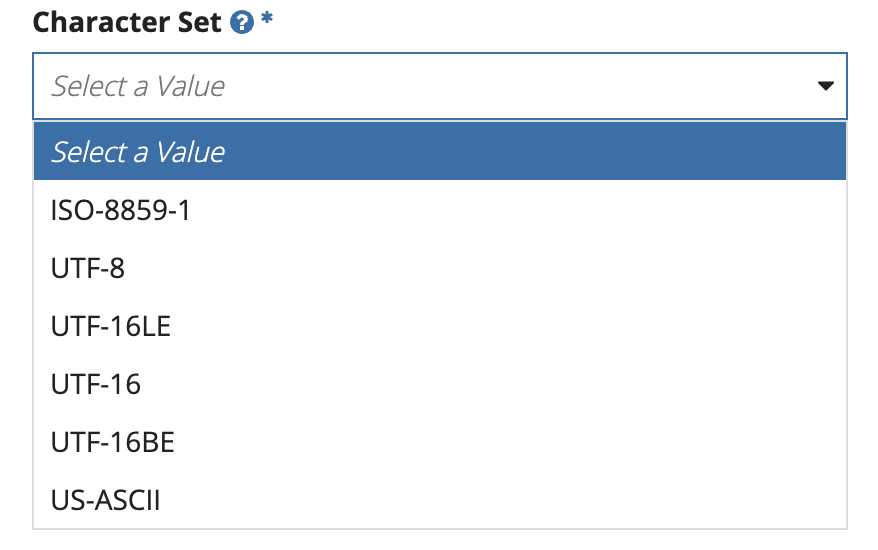 Character Set ? *
Select a Value
Select a Value
ISO-8859-1
UTF-8
UTF-16LE
UTF-16
UTF-16BE
US-ASCII